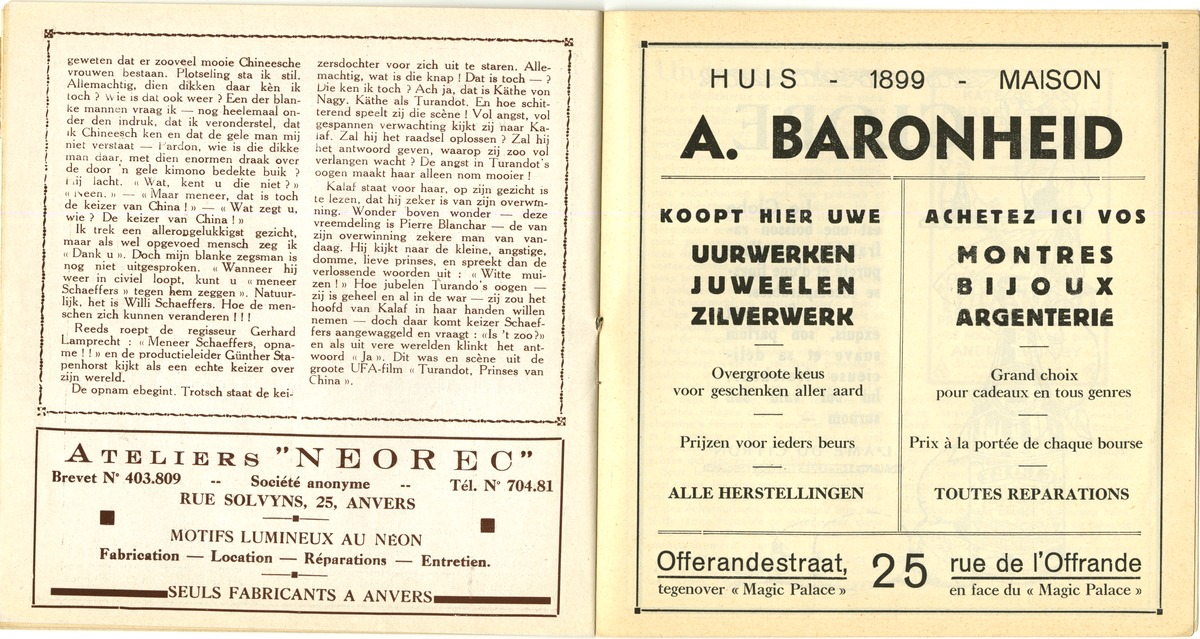 geweten dat er zooveel mooie Chineesche
vrouwen bestaan. Plotseling sta ik stil.
Allemachtig, dien dikken daar kèn ik
toch ? Wie is dat ook weer ? Een der blan-
ke mannen vraag ik — nog heelemaal on-
der den indruk, dat ik veronderstel, dat
ik Chineesch ken en dat de gele man mij
niet verstaat — Pardon, wie is die dikke
man daar, met dien enormen draak over
de door 'n gele kimono bedekte buik ?
Hij lacht. « Wat, kent u die niet ? »
« Neen. » — « Maar meneer, dat is toch
de keizer van China ! » — « Wat zegt u,
wie ? De keizer van China ! »
Ik trek een allerongelukkigst gezicht,
maar als wel opgevoed mensch zeg ik
« Dank u ». Doch mijn blanke zegsman is
nog niet uitgesproken. « Wanneer hij
weer in civiel loopt, kunt u « meneer
Schaeffers » tegen hem zeggen ». Natuur-
lijk, het is Willi Schaeffers. Hoe de men-
schen zich kunnen veranderen ! ! !
Reeds roept de regisseur Gerhard
Lamprecht : « Meneer Schaeffers, opna-
me ! ! » en de productieleider Günther Sta-
penhorst kijkt als een echte keizer over
zijn wereld.
De opnam ebegint. Trotsch staat de kei-
zersdochter voor zich uit te staren. Alle-
machtig, wat is die knap ! Dat is toch — ?
Die ken ik toch ? Ach ja, dat is Käthe von
Nagy. Käthe als Turandot. En hoe schit-
terend speelt zij die scène ! Vol angst, vol
gespannen verwachting kijkt zij naar Ka-
laf. Zal hij het raadsel oplossen ? Zal hij
het antwoord geven, waarop zij zoo vol
verlangen wacht ? De angst in Turandot's
oogen maakt haar alleen nom mooier !
Kalaf staat voor haar, op zijn gezicht is
te lezen, dat hij zeker is van zijn overwin-
ning. Wonder boven wonder — deze
vreemdeling is Pierre Blanchar — de van
zijn overwinning zekere man van van-
daag. Hij kijkt naar de kleine, angstige,
domme, lieve prinses, en spreekt dan de
verlossende woorden uit : « Witte mui-
zen ! » Hoe jubelen Turando's oogen —
zij is geheel en al in de war — zij zou het
hoofd van Kalaf in haar handen willen
nemen — doch daar komt keizer Schaef-
fers aangewaggeld en vraagt : «Is 't zoo?»
en als uit vere werelden klinkt het ant-
woord « Ja ». Dit was en scène uit de
groote UFA-film « Turandot, Prinses van
China ».
ATELIERS "NEOREC"
Brevet N° 403.809 -- Société anonyme -- Tél. N° 704.81
RUE SOLVYNS, 25, ANVERS
MOTIFS LUMINEUX AU NÉON
Fabrication — Location — Réparations — Entretien.
SEULS FABRICANTS A ANVERS
HUIS - 1899 - MAISON
A. BARONHEID
KOOPT HIER UWE
UURWERKEN
JUWEELEN
ZILVERWERK
Overgroote keus
voor geschenken aller aard
Prijzen voor ieders beurs
ALLE HERSTELLINGEN
ACHETEZ ICI VOS
MONTRES
BIJOUX
ARGENTERIE
Grand choix
pour cadeaux en tous genres
Prix à la portée de chaque bourse
TOUTES REPARATIONS
Offerandestraat, 25 rue de l'Offrande
tegenover « Magic Palace » en face du « Magic Palace »